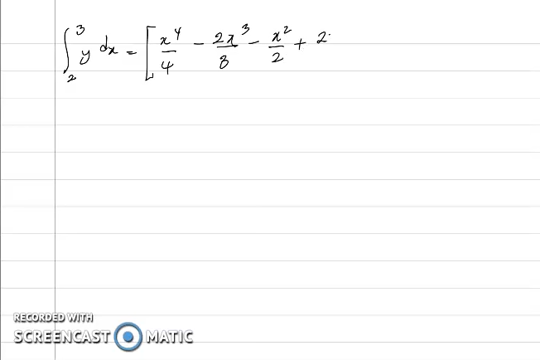 ∫₂³ y dx = [ x⁴/4 − 2x³/3 − x²/2 + 2
RECORDED WITH
SCREENCAST MATIC